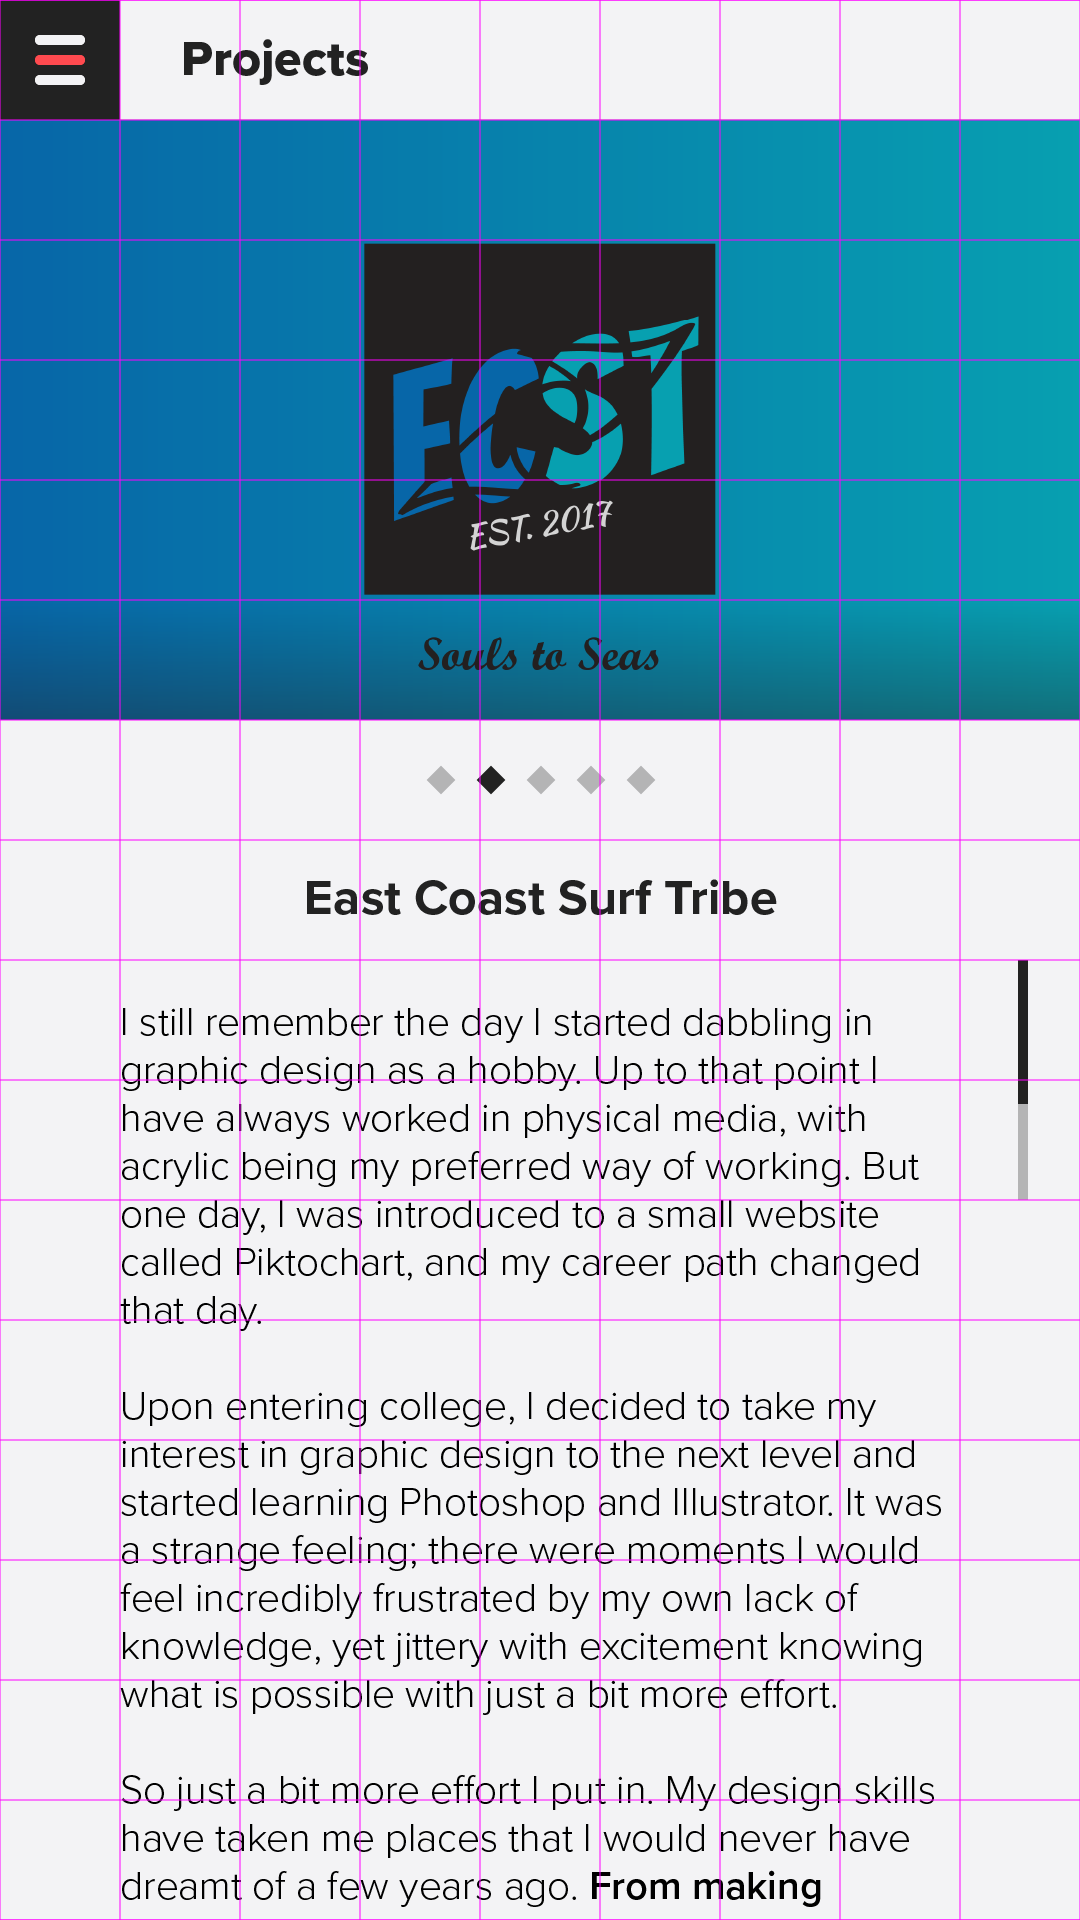 Projects
ECST
EST. 2017
Souls to Seas
East Coast Surf Tribe
I still remember the day I started dabbling in
graphic design as a hobby. Up to that point I
have always worked in physical media, with
acrylic being my preferred way of working. But
one day, I was introduced to a small website
called Piktochart, and my career path changed
that day.
Upon entering college, I decided to take my
interest in graphic design to the next level and
started learning Photoshop and Illustrator. It was
a strange feeling; there were moments I would
feel incredibly frustrated by my own lack of
knowledge, yet jittery with excitement knowing
what is possible with just a bit more effort.
So just a bit more effort I put in. My design skills
have taken me places that I would never have
dreamt of a few years ago. From making